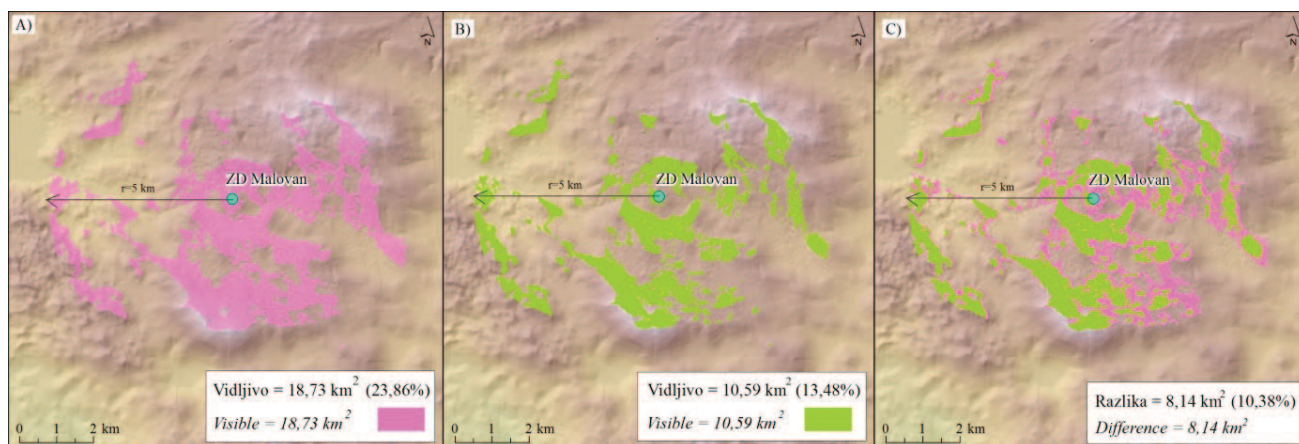 A)
N
ZD Malovan
r=5 km
Vidljivo = 18,73 km² (23,86%)
Visible = 18,73 km²
0 1 2 km
B)
N
ZD Malovan
r=5 km
Vidljivo = 10,59 km² (13,48%)
Visible = 10,59 km²
0 1 2 km
C)
N
ZD Malovan
r=5 km
Razlika = 8,14 km² (10,38%)
Difference = 8,14 km²
0 1 2 km